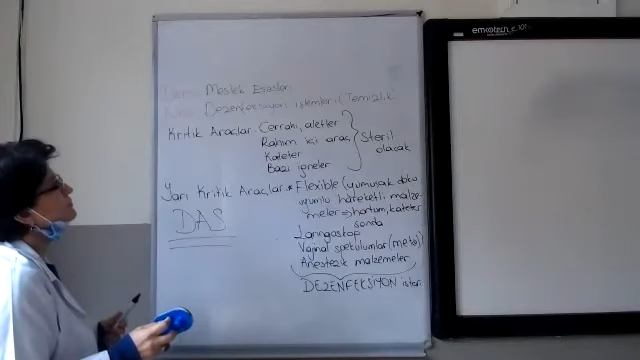 Ders: Meslek Esasları
Konu: Dezenfeksiyon işlemleri (Temizlik)
Kritik Araçlar: Cerrahi aletler
Rahim içi araç
Kateter
Bazı iğneler
Steril
olacak
Yarı Kritik Araçlar * Flexible (yumuşak doku
uyumlu hareketli malze-
meler => hortum, kateter
sonda
DAS
Laringoskop
Vajinal spekulumlar (metal)
Anestezik malzemeler
DEZENFEKSİYON ister.